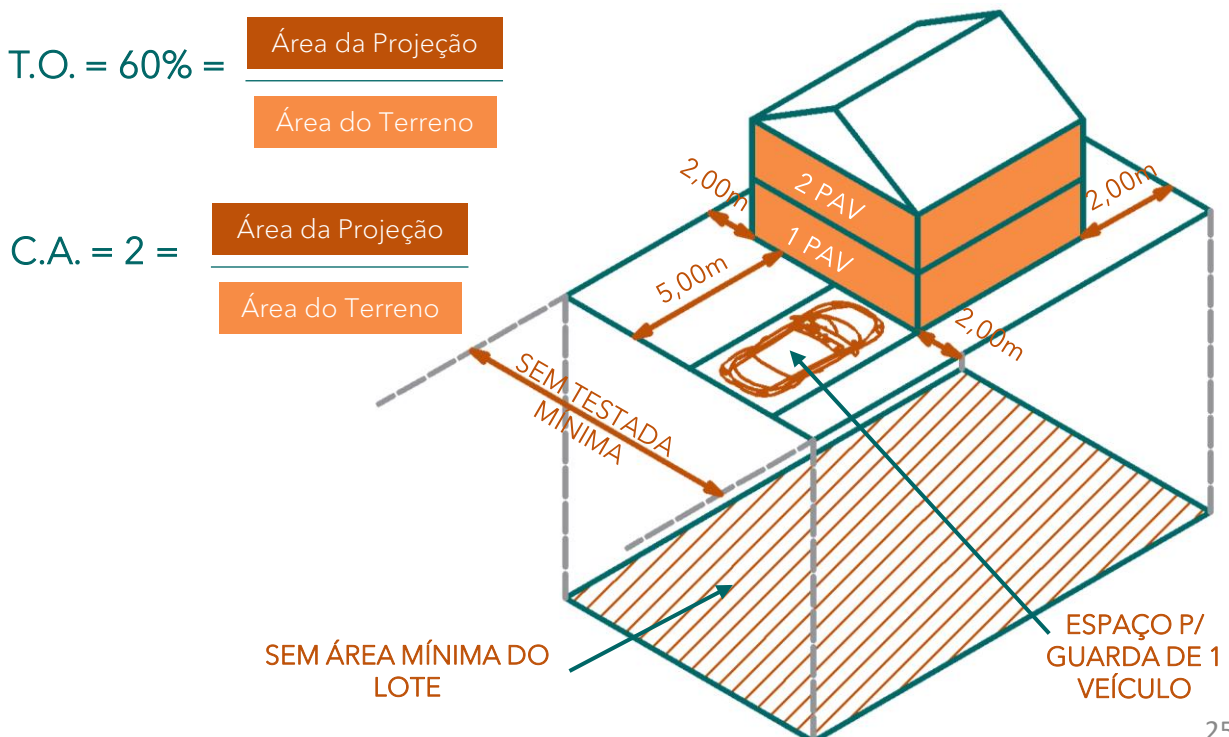 T.O. = 60% =
Área da Projeção
Área do Terreno
C.A. = 2 =
Área da Projeção
Área do Terreno
2,00m
2 PAV
1 PAV
2,00m
5,00m
2,00m
SEM TESTADA
MÍNIMA
SEM ÁREA MÍNIMA DO
LOTE
ESPAÇO P/
GUARDA DE 1
VEÍCULO
25